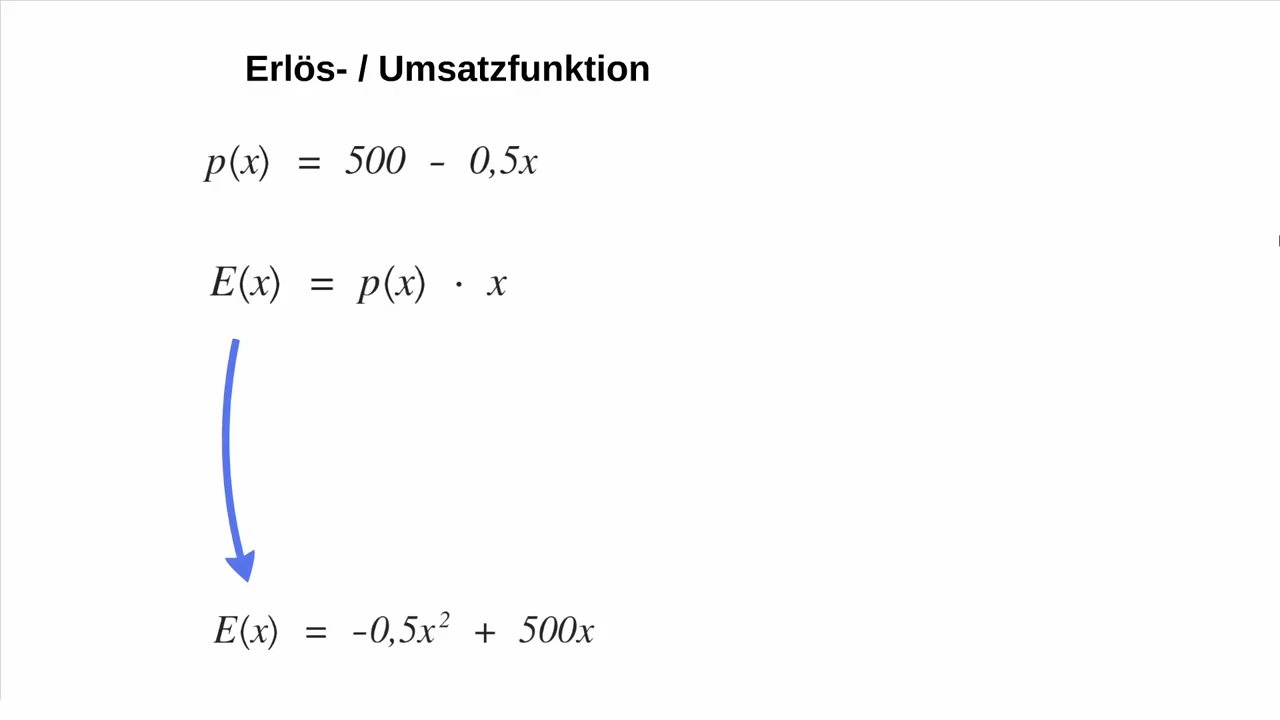 Erlös- / Umsatzfunktion
p(x) = 500 - 0,5x
E(x) = p(x) · x
E(x) = -0,5x² + 500x